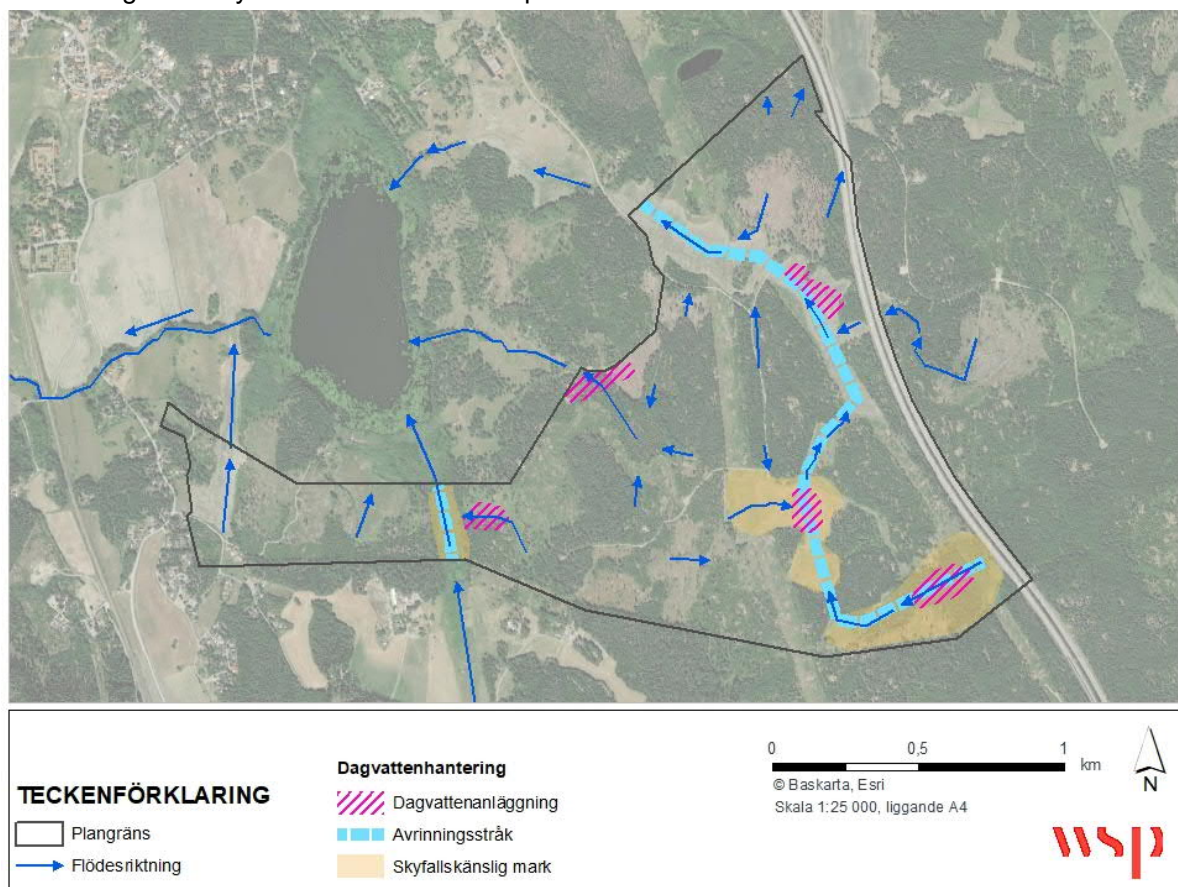 TECKENFÖRKLARING
Plangräns
Flödesriktning
Dagvattenhantering
Dagvattenanläggning
Avrinningsstråk
Skyfallskänslig mark
0 0,5 1
km
© Baskarta, Esri
Skala 1:25 000, liggande A4
N
wsp